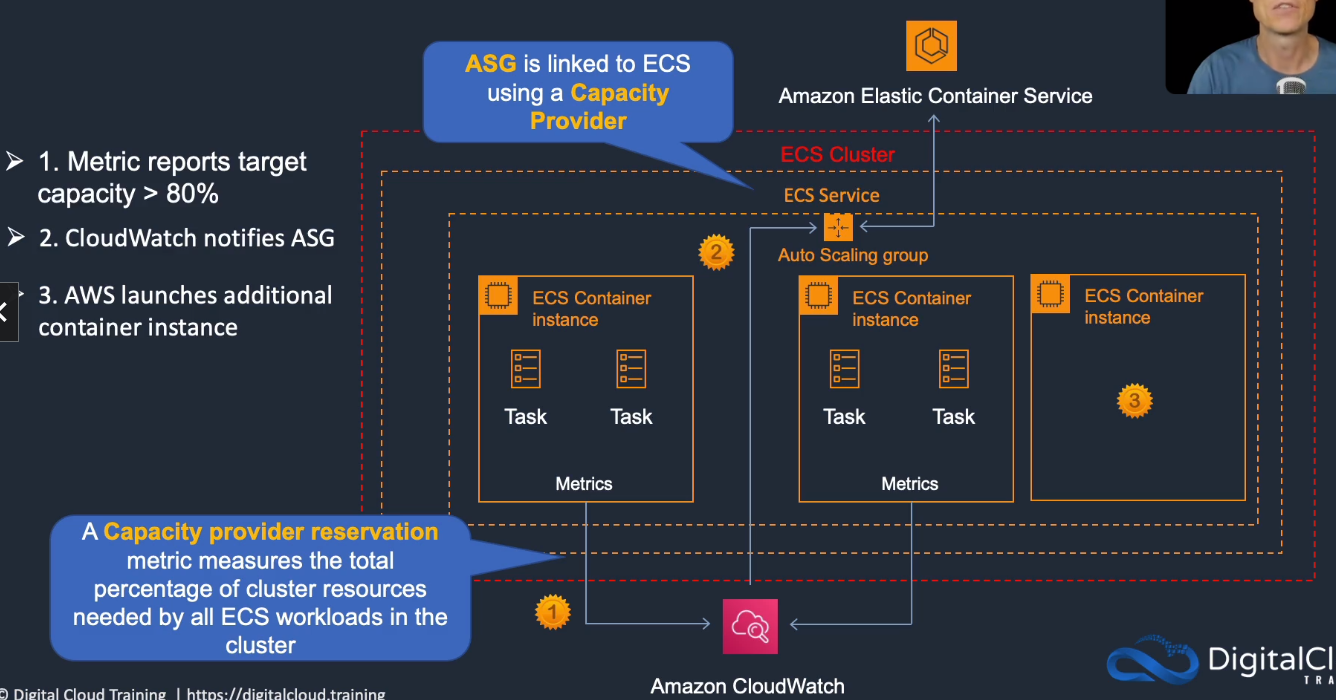 ASG is linked to ECS
using a Capacity
Provider
Amazon Elastic Container Service
➢ 1. Metric reports target
capacity > 80%
➢ 2. CloudWatch notifies ASG
3. AWS launches additional
container instance
ECS Cluster
ECS Service
Auto Scaling group
2
ECS Container
instance
Task
Task
Metrics
ECS Container
instance
Task
Task
Metrics
ECS Container
instance
3
A Capacity provider reservation
metric measures the total
percentage of cluster resources
needed by all ECS workloads in the
cluster
1
Amazon CloudWatch
DigitalCl
TRA
© Digital Cloud Training | https://digitalcloud.training